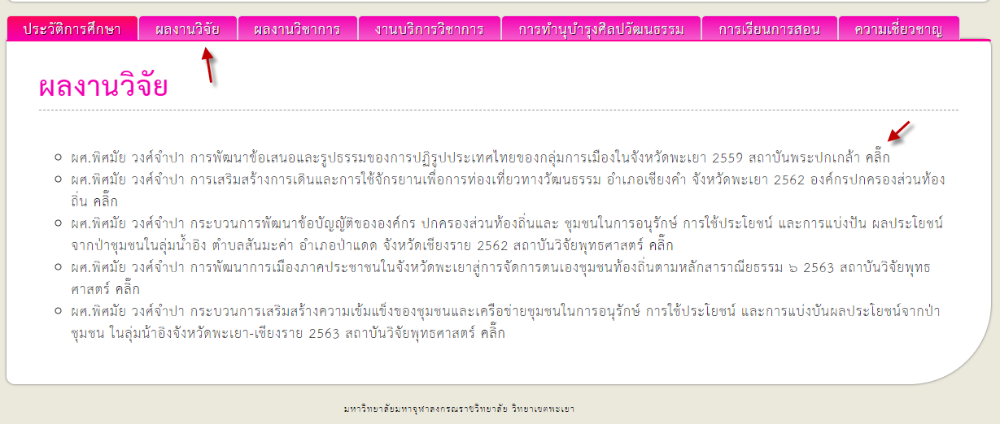 ประวัติการศึกษา ผลงานวิจัย ผลงานวิชาการ งานบริการวิชาการ การทำนุบำรุงศิลปวัฒนธรรม การเรียนการสอน ความเชี่ยวชาญ
ผลงานวิจัย
ผศ.พิศมัย วงศ์จำปา การพัฒนาข้อเสนอและรูปธรรมของการปฏิรูปประเทศไทยของกลุ่มการเมืองในจังหวัดพะเยา 2559 สถาบันพระปกเกล้า คลิ๊ก
ผศ.พิศมัย วงศ์จำปา การเสริมสร้างการเดินและการใช้จักรยานเพื่อการท่องเที่ยวทางวัฒนธรรม อำเภอเชียงคำ จังหวัดพะเยา 2562 องค์กรปกครองส่วนท้อง
ถิ่น คลิ๊ก
ผศ.พิศมัย วงศ์จำปา กระบวนการพัฒนาข้อบัญญัติขององค์กร ปกครองส่วนท้องถิ่นและ ชุมชนในการอนุรักษ์ การใช้ประโยชน์ และการแบ่งปัน ผลประโยชน์
จากป่าชุมชนในลุ่มน้ำอิง ตำบลสันมะค่า อำเภอป่าแดด จังหวัดเชียงราย 2562 สถาบันวิจัยพุทธศาสตร์ คลิ๊ก
ผศ.พิศมัย วงศ์จำปา การพัฒนาการเมืองภาคประชาชนในจังหวัดพะเยาสู่การจัดการตนเองชุมชนท้องถิ่นตามหลักสาราณียธรรม ๖ 2563 สถาบันวิจัยพุทธ
ศาสตร์ คลิ๊ก
ผศ.พิศมัย วงศ์จำปา กระบวนการเสริมสร้างความเข้มแข็งของชุมชนและเครือข่ายชุมชนในการอนุรักษ์ การใช้ประโยชน์ และการแบ่งบันผลประโยชน์จากป่า
ชุมชน ในลุ่มน้าอิงจังหวัดพะเยา-เชียงราย 2563 สถาบันวิจัยพุทธศาสตร์ คลิ๊ก
มหาวิทยาลัยมหาจุฬาลงกรณราชวิทยาลัย วิทยาเขตพะเยา